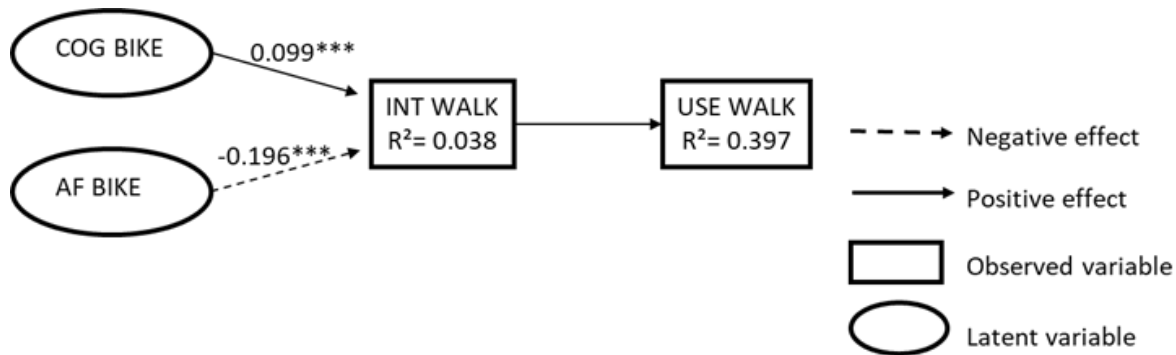 COG BIKE
0.099***
INT WALK
R²= 0.038
USE WALK
R²= 0.397
-0.196***
AF BIKE
Negative effect
Positive effect
Observed variable
Latent variable